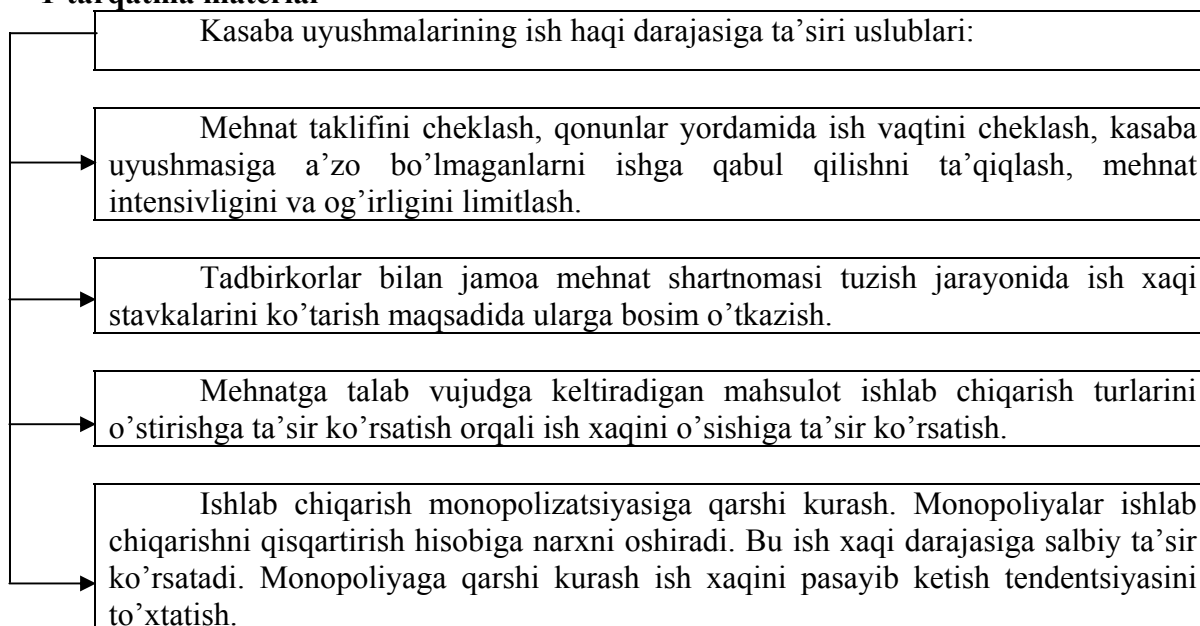 1-tarqatma material
Kasaba uyushmalarining ish haqi darajasiga ta’siri uslublari:
Mehnat taklifini cheklash, qonunlar yordamida ish vaqtini cheklash, kasaba
uyushmasiga a’zo bo’lmaganlarni ishga qabul qilishni ta’qiqlash, mehnat
intensivligini va og’irligini limitlash.
Tadbirkorlar bilan jamoa mehnat shartnomasi tuzish jarayonida ish xaqi
stavkalarini ko’tarish maqsadida ularga bosim o’tkazish.
Mehnatga talab vujudga keltiradigan mahsulot ishlab chiqarish turlarini
o’stirishga ta’sir ko’rsatish orqali ish xaqini o’sishiga ta’sir ko’rsatish.
Ishlab chiqarish monopolizatsiyasiga qarshi kurash. Monopoliyalar ishlab
chiqarishni qisqartirish hisobiga narxni oshiradi. Bu ish xaqi darajasiga salbiy ta’sir
ko’rsatadi. Monopoliyaga qarshi kurash ish xaqini pasayib ketish tendentsiyasini
to’xtatish.